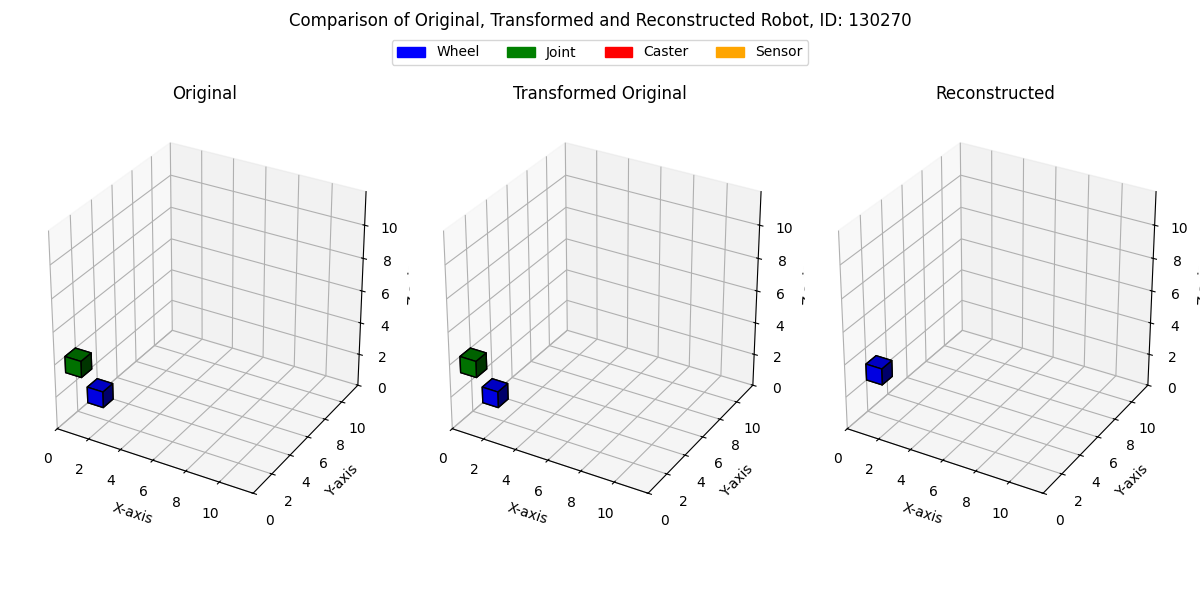 Comparison of Original, Transformed and Reconstructed Robot, ID: 130270
Wheel Joint Caster Sensor
Original
Transformed Original
Reconstructed
0 2 4 6 8 10
X-axis
0 2 4 6 8 10
Y-axis
0 2 4 6 8 10
0 2 4 6 8 10
X-axis
0 2 4 6 8 10
Y-axis
0 2 4 6 8 10
0 2 4 6 8 10
X-axis
0 2 4 6 8 10
Y-axis
0 2 4 6 8 10